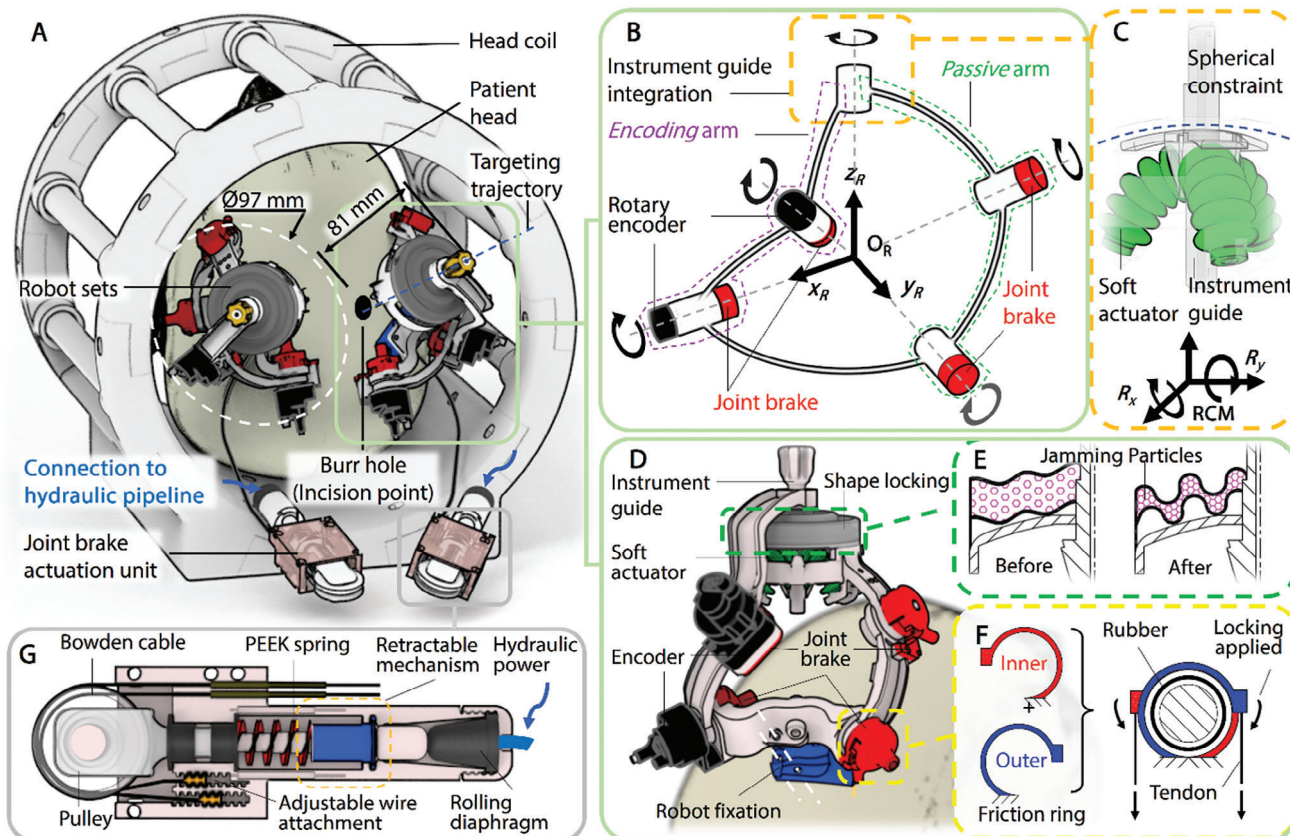 A
Head coil
Patient
head
Targeting
trajectory
Ø97 mm
81 mm
Robot sets
Connection to
hydraulic pipeline
Burr hole
(Incision point)
Joint brake
actuation unit
B
Instrument guide
integration
Passive arm
Encoding arm
Rotary
encoder
z_R
O_R
x_R
y_R
Joint
brake
Joint brake
C
Spherical
constraint
Soft
actuator
Instrument
guide
R_y
R_x
RCM
D
Instrument
guide
Shape locking
Soft
actuator
Encoder
Joint
brake
Robot fixation
E
Jamming Particles
Before
After
F
Inner
+
Outer
Friction ring
Rubber
Locking
applied
Tendon
G
Bowden cable
PEEK spring
Retractable
mechanism
Hydraulic
power
Pulley
Adjustable wire
attachment
Rolling
diaphragm